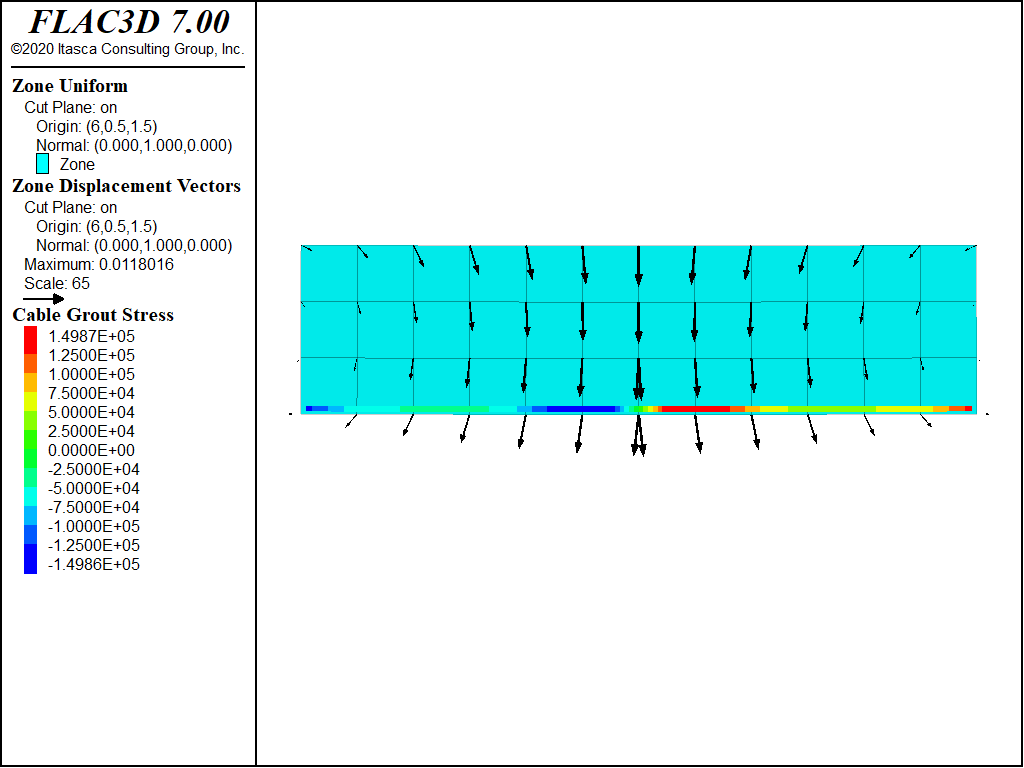 FLAC3D 7.00
©2020 Itasca Consulting Group, Inc.
Zone Uniform
Cut Plane: on
Origin: (6,0.5,1.5)
Normal: (0.000,1.000,0.000)
Zone
Zone Displacement Vectors
Cut Plane: on
Origin: (6,0.5,1.5)
Normal: (0.000,1.000,0.000)
Maximum: 0.0118016
Scale: 65
Cable Grout Stress
1.4987E+05
1.2500E+05
1.0000E+05
7.5000E+04
5.0000E+04
2.5000E+04
0.0000E+00
-2.5000E+04
-5.0000E+04
-7.5000E+04
-1.0000E+05
-1.2500E+05
-1.4986E+05